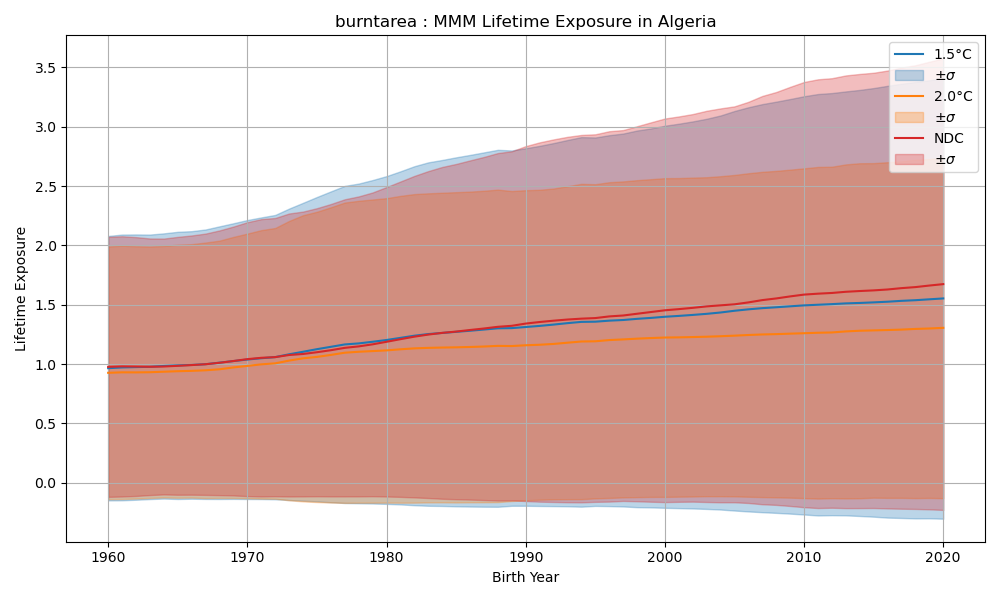 burntarea : MMM Lifetime Exposure in Algeria
Lifetime Exposure
3.5
3.0
2.5
2.0
1.5
1.0
0.5
0.0
1960 1970 1980 1990 2000 2010 2020
Birth Year
1.5°C
±σ
2.0°C
±σ
NDC
±σ